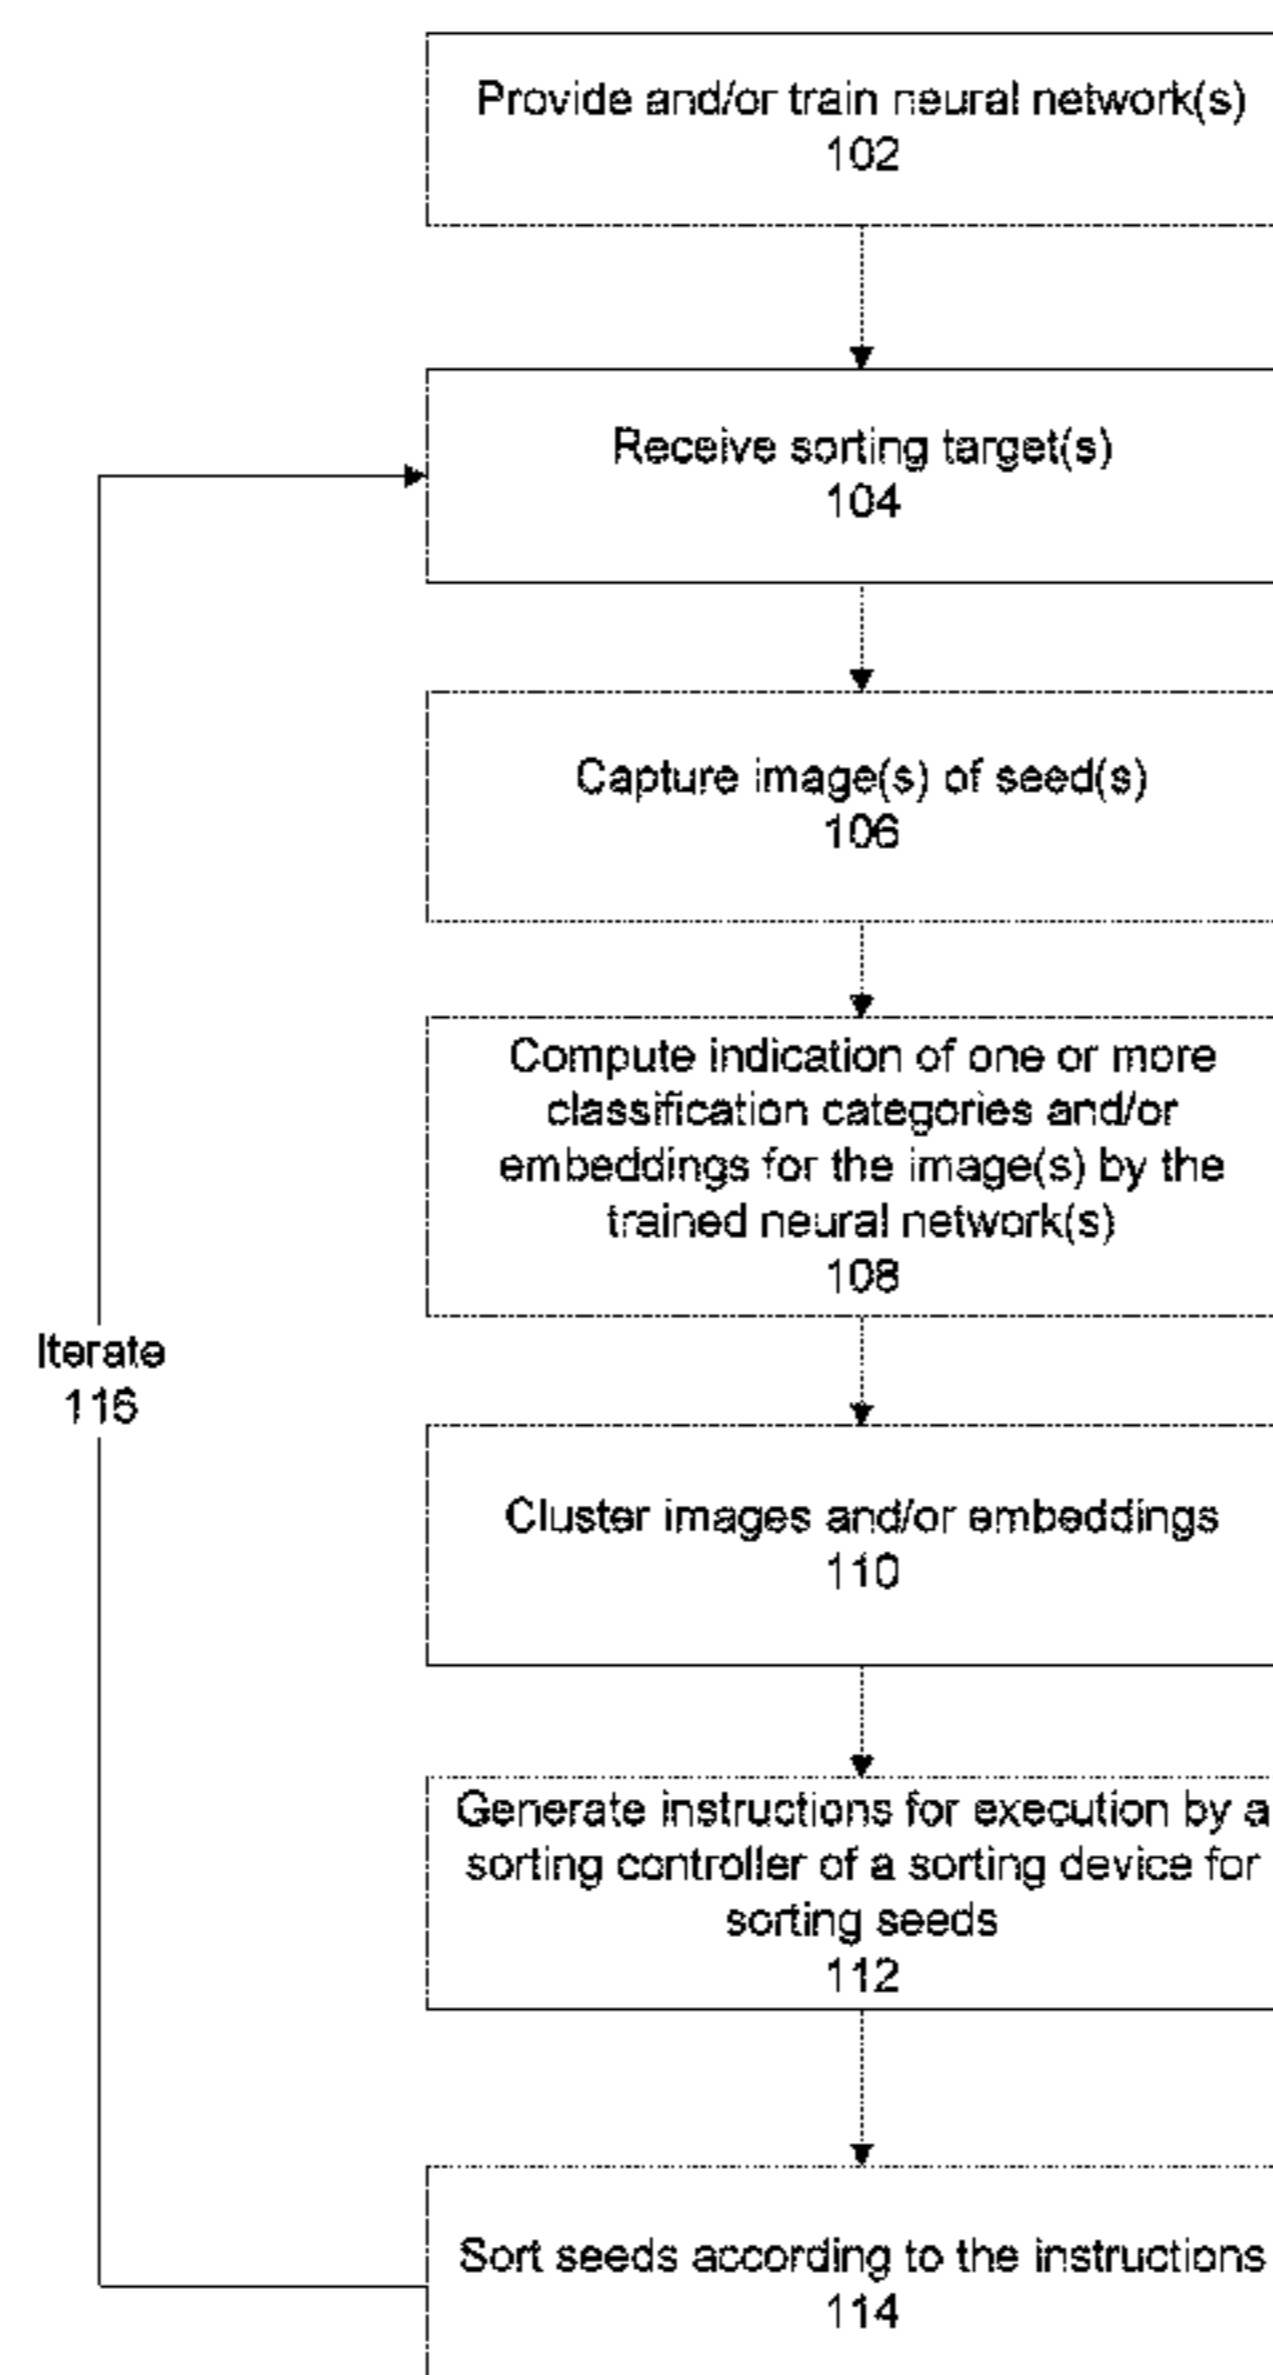 Provide and/or train neural network(s)
102
Receive sorting target(s)
104
Capture image(s) of seed(s)
106
Compute indication of one or more
classification categories and/or
embeddings for the image(s) by the
trained neural network(s)
108
Iterate
116
Cluster images and/or embeddings
110
Generate instructions for execution by a
sorting controller of a sorting device for
sorting seeds
112
Sort seeds according to the instructions
114